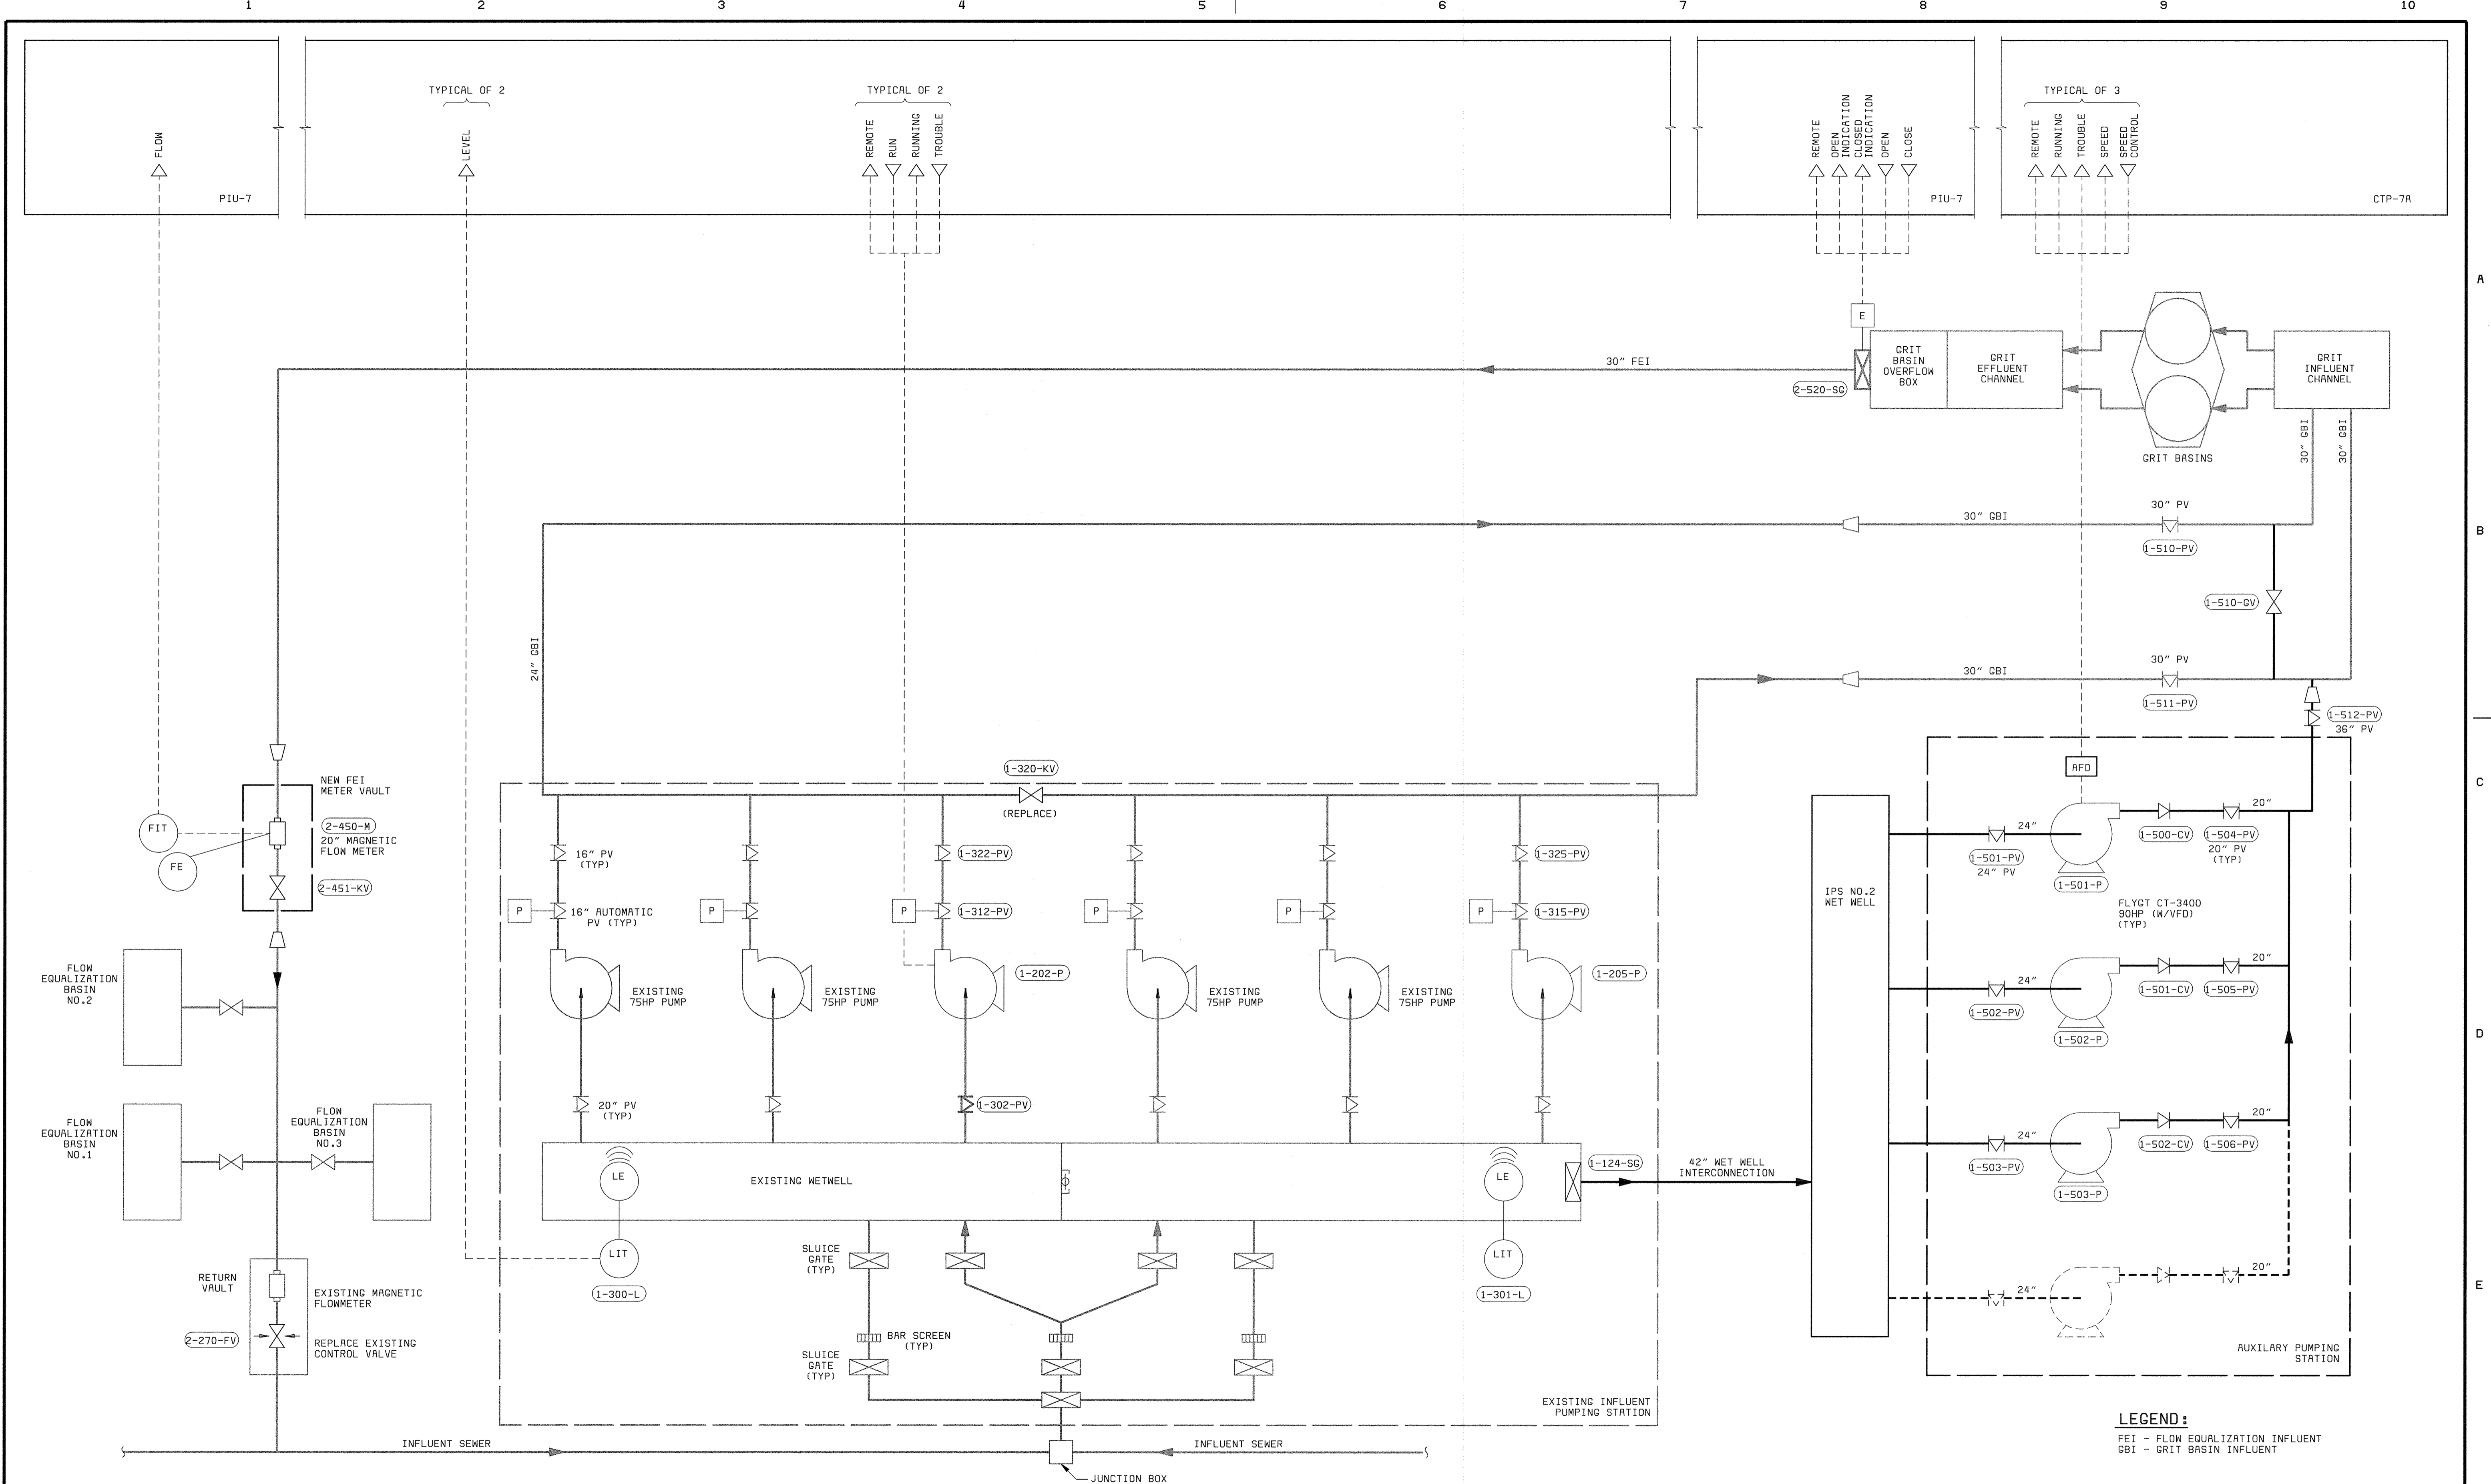 1 2 3 4 5 6 7 8 9 10
TYPICAL OF 2
TYPICAL OF 2
TYPICAL OF 3
FLOW
LEVEL
REMOTE
RUN
RUNNING
TROUBLE
REMOTE
OPEN
INDICATION
CLOSED
INDICATION
OPEN
CLOSE
REMOTE
RUNNING
TROUBLE
SPEED
SPEED
CONTROL
PIU-7
PIU-7
CTP-7A
A
E
30" FEI
2-520-SG
GRIT
BASIN
OVERFLOW
BOX
GRIT
EFFLUENT
CHANNEL
GRIT
INFLUENT
CHANNEL
GRIT BASINS
30" GBI
30" GBI
30" GBI
30" PV
1-510-PV
B
1-510-GV
24" GBI
30" GBI
30" PV
1-511-PV
1-512-PV
36" PV
C
NEW FEI
METER VAULT
2-450-M
20" MAGNETIC
FLOW METER
FIT
FE
2-451-KV
1-320-KV
(REPLACE)
16" PV
(TYP)
1-322-PV
1-325-PV
P
16" AUTOMATIC
PV (TYP)
P
P
1-312-PV
P
P
P
1-315-PV
EXISTING
75HP PUMP
EXISTING
75HP PUMP
1-202-P
EXISTING
75HP PUMP
EXISTING
75HP PUMP
1-205-P
20" PV
(TYP)
1-302-PV
FLOW
EQUALIZATION
BASIN
NO.2
FLOW
EQUALIZATION
BASIN
NO.1
FLOW
EQUALIZATION
BASIN
NO.3
LE
EXISTING WETWELL
LE
1-124-SG
42" WET WELL
INTERCONNECTION
LIT
1-300-L
LIT
1-301-L
SLUICE
GATE
(TYP)
BAR SCREEN
(TYP)
SLUICE
GATE
(TYP)
EXISTING INFLUENT
PUMPING STATION
RETURN
VAULT
EXISTING MAGNETIC
FLOWMETER
2-270-FV
REPLACE EXISTING
CONTROL VALVE
INFLUENT SEWER
INFLUENT SEWER
JUNCTION BOX
IPS NO.2
WET WELL
AFD
24"
1-501-PV
24" PV
1-501-P
1-500-CV
20"
1-504-PV
20" PV
(TYP)
FLYGT CT-3400
90HP (W/VFD)
(TYP)
24"
1-502-PV
1-502-P
1-501-CV
20"
1-505-PV
D
24"
1-503-PV
1-503-P
1-502-CV
20"
1-506-PV
24"
20"
E
AUXILARY PUMPING
STATION
LEGEND:
FEI - FLOW EQUALIZATION INFLUENT
GBI - GRIT BASIN INFLUENT